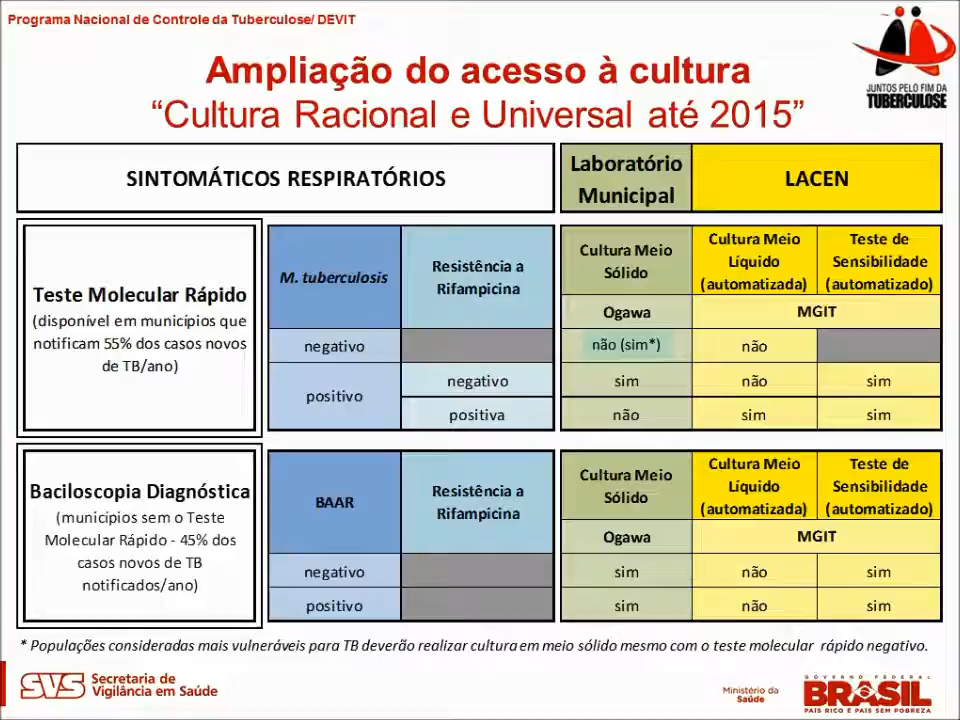 Programa Nacional de Controle da Tuberculose/ DEVIT
JUNTOS PELO FIM DA
TUBERCULOSE
Ampliação do acesso à cultura
“Cultura Racional e Universal até 2015”
SINTOMÁTICOS RESPIRATÓRIOS
Laboratório
Municipal
LACEN
Teste Molecular Rápido
(disponível em municípios que
notificam 55% dos casos novos
de TB/ano)
M. tuberculosis
Resistência a
Rifampicina
Cultura Meio
Sólido
Cultura Meio
Líquido
(automatizada)
Teste de
Sensibilidade
(automatizado)
Ogawa
MGIT
negativo
não (sim*)
não
positivo
negativo
sim
não
sim
positiva
não
sim
sim
Baciloscopia Diagnóstica
(municípios sem o Teste
Molecular Rápido - 45% dos
casos novos de TB
notificados/ano)
BAAR
Resistência a
Rifampicina
Cultura Meio
Sólido
Cultura Meio
Líquido
(automatizada)
Teste de
Sensibilidade
(automatizado)
Ogawa
MGIT
negativo
sim
não
sim
positivo
sim
não
sim
* Populações consideradas mais vulneráveis para TB deverão realizar cultura em meio sólido mesmo com o teste molecular rápido negativo.
SVS
Secretaria de
Vigilância em Saúde
Ministério da
Saúde
GOVERNO FEDERAL
BRASIL
PAÍS RICO É PAÍS SEM POBREZA